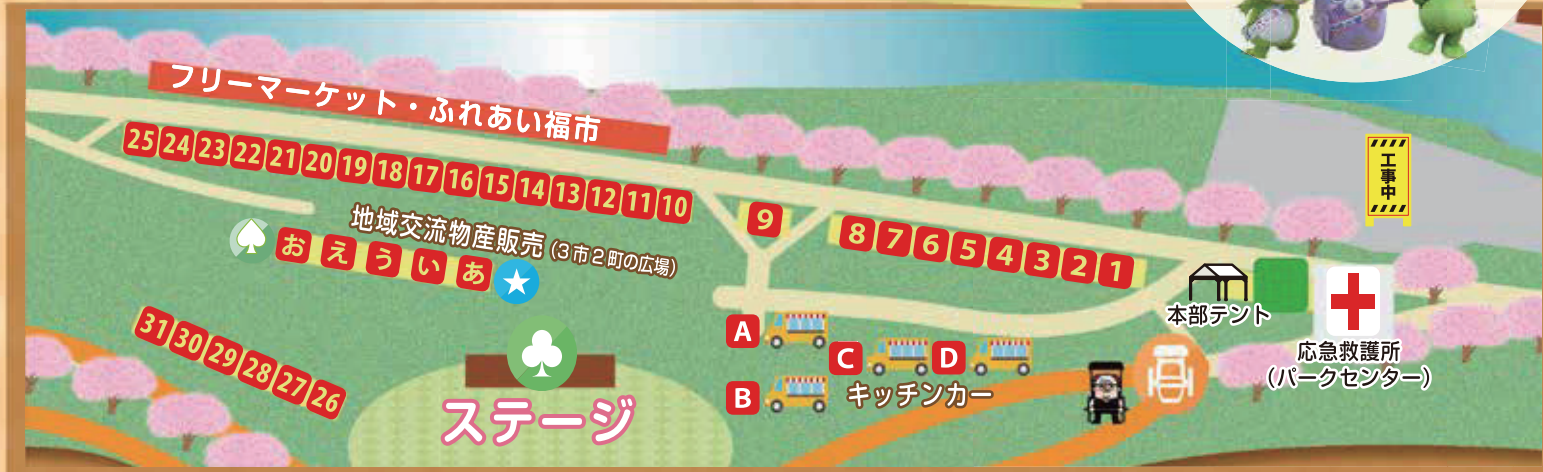 フリーマーケット・ふれあい福市
25 24 23 22 21 20 19 18 17 16 15 14 13 12 11 10
9
8 7 6 5 4 3 2 1
工事中
地域交流物産販売(3市2町の広場)
お え う い あ
本部テント
応急救護所
(パークセンター)
31 30 29 28 27 26
A
C D
B
キッチンカー
ステージ